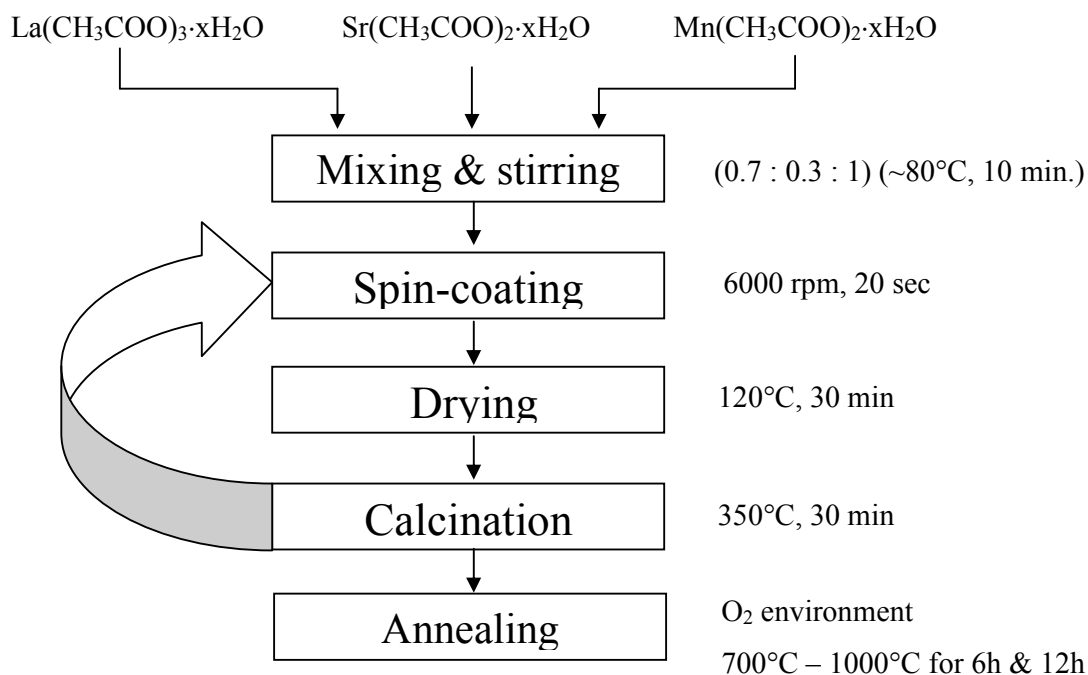 La(CH₃COO)₃·xH₂O Sr(CH₃COO)₂·xH₂O Mn(CH₃COO)₂·xH₂O
Mixing & stirring (0.7 : 0.3 : 1) (~80°C, 10 min.)
Spin-coating 6000 rpm, 20 sec
Drying 120°C, 30 min
Calcination 350°C, 30 min
Annealing O₂ environment
700°C – 1000°C for 6h & 12h